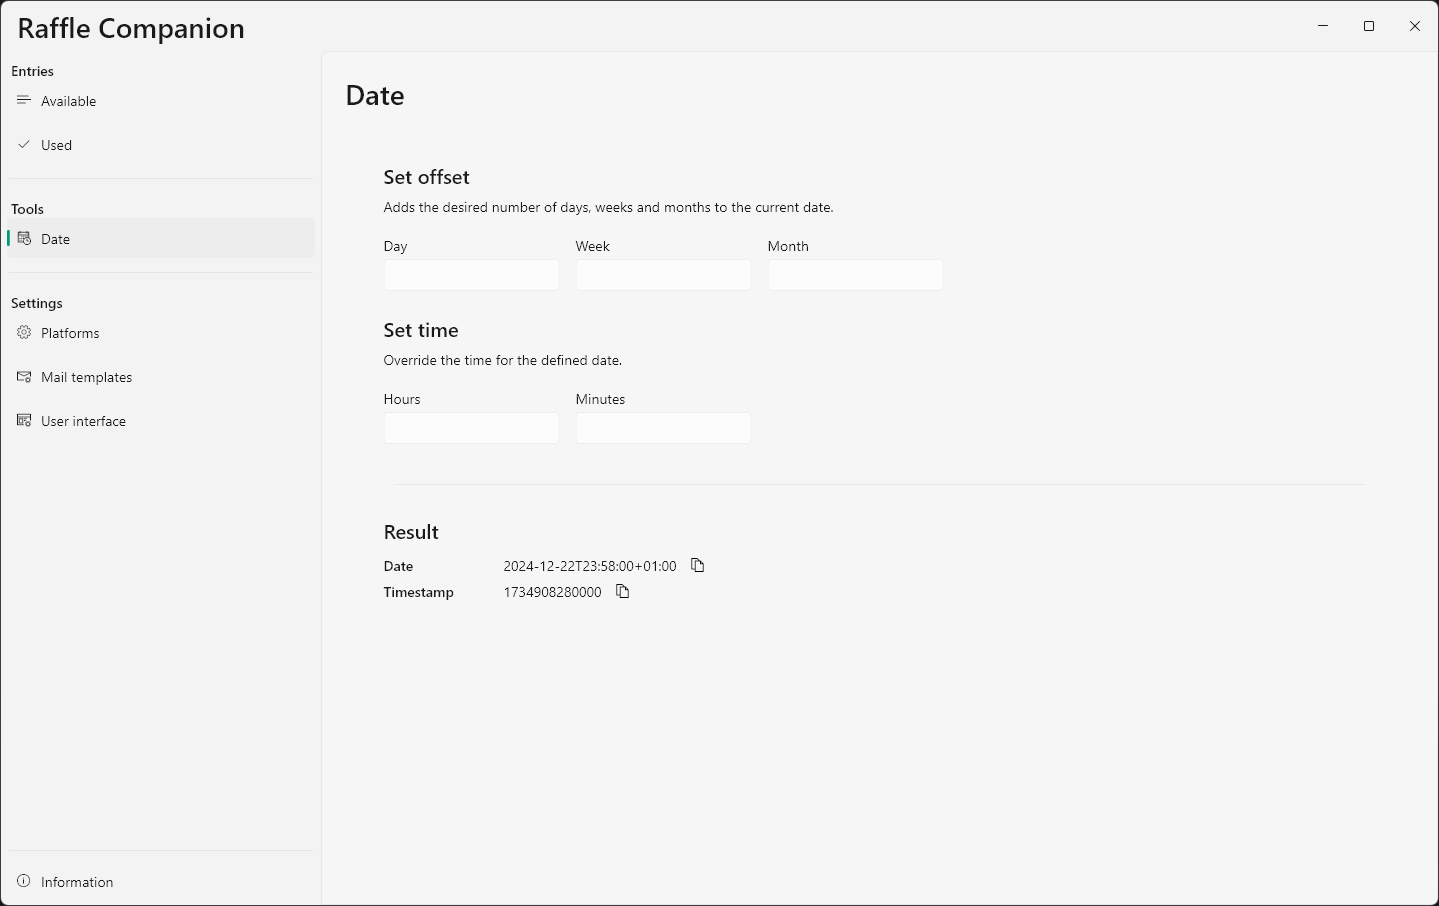 Raffle Companion
Entries
Available
Used
Tools
Date
Settings
Platforms
Mail templates
User interface
Information
Date
Set offset
Adds the desired number of days, weeks and months to the current date.
Day Week Month
Set time
Override the time for the defined date.
Hours Minutes
Result
Date 2024-12-22T23:58:00+01:00
Timestamp 1734908280000